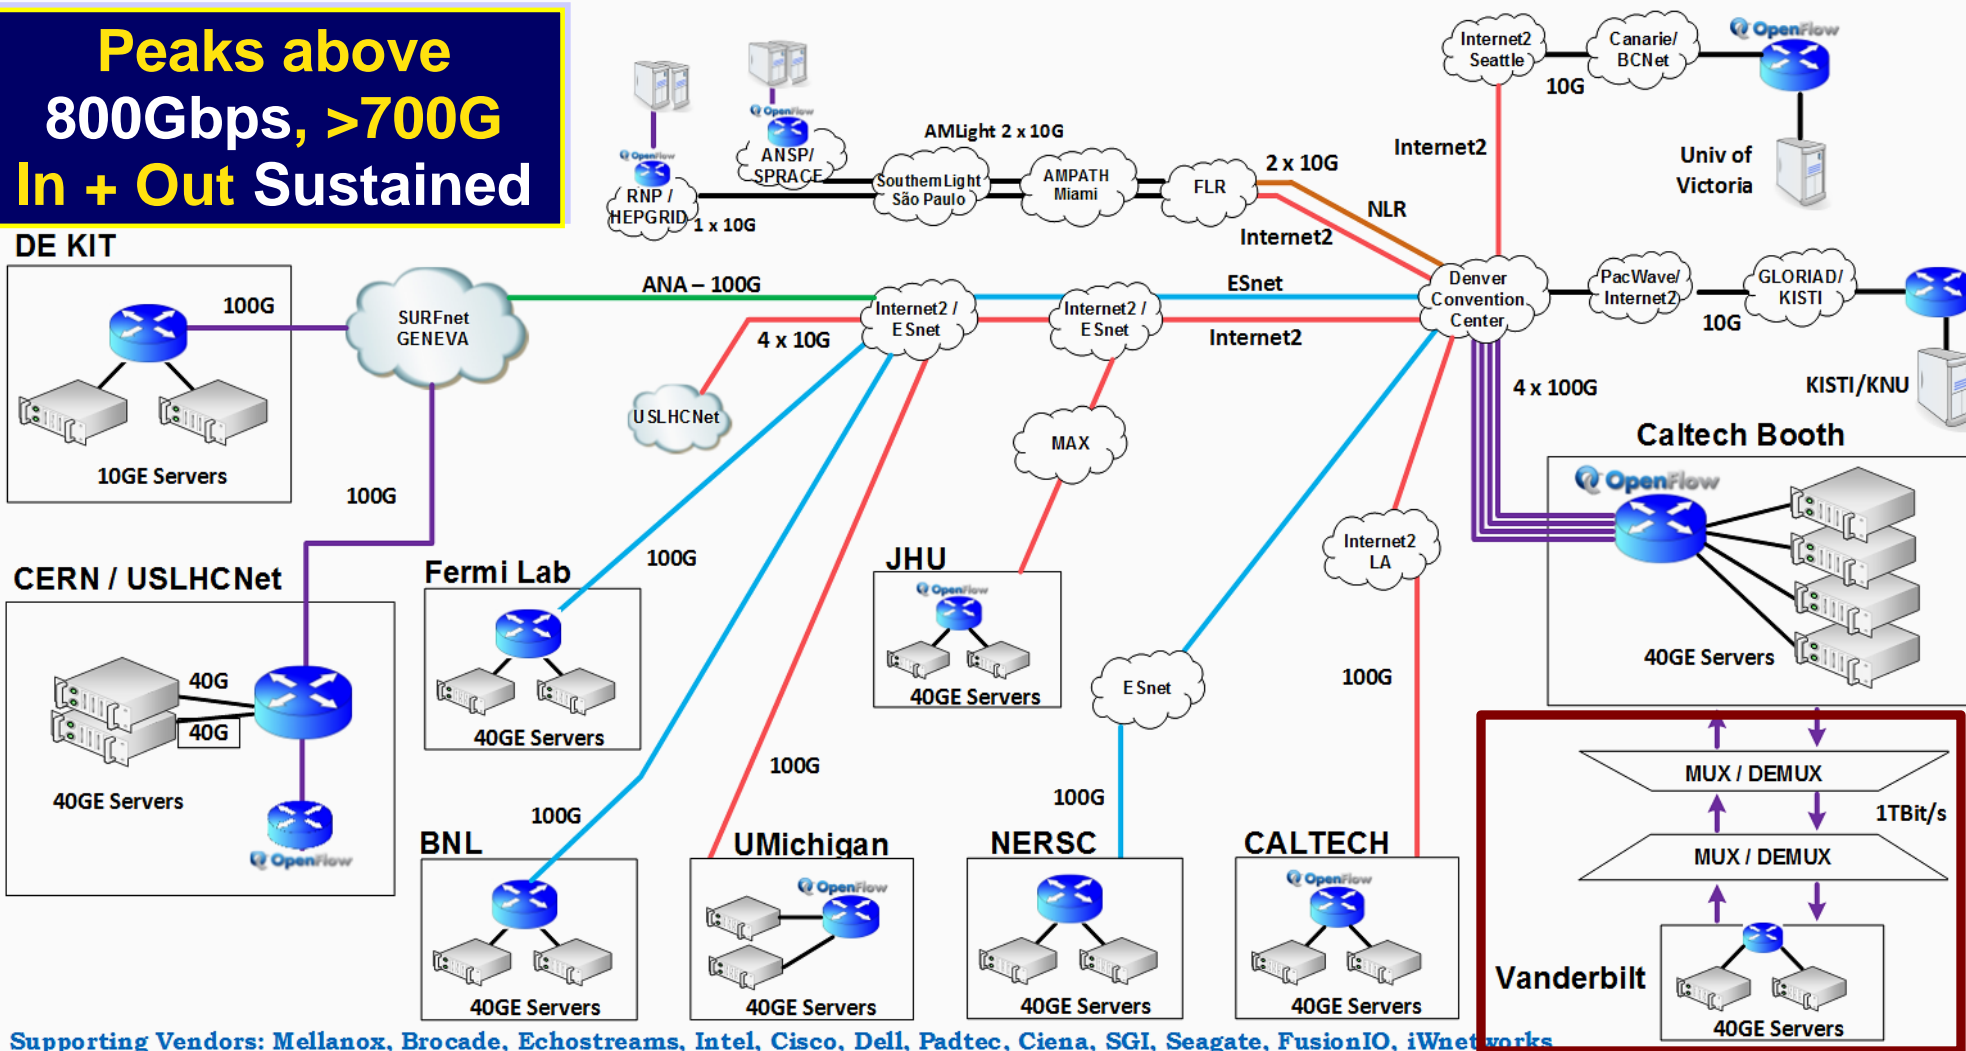 Peaks above
800Gbps, >700G
In + Out Sustained
OpenFlow
ANSP/
SPRACE
OpenFlow
RNP /
HEPGRID
1 x 10G
AMLight 2 x 10G
SouthernLight
São Paulo
AMPATH
Miami
FLR
2 x 10G
NLR
Internet2
Internet2
Seattle
10G
Canarie/
BCNet
OpenFlow
Internet2
Univ of
Victoria
DE KIT
100G
10GE Servers
SURFnet
GENEVA
ANA – 100G
4 x 10G
USLHCNet
Internet2 /
ESnet
Internet2 /
ESnet
ESnet
Internet2
Denver
Convention
Center
PacWave/
Internet2
10G
GLORIAD/
KISTI
KISTI/KNU
4 x 100G
MAX
100G
CERN / USLHCNet
40G
40G
40GE Servers
OpenFlow
Fermi Lab
100G
40GE Servers
JHU
OpenFlow
40GE Servers
Internet2
LA
ESnet
100G
100G
100G
100G
Caltech Booth
OpenFlow
40GE Servers
BNL
40GE Servers
UMichigan
OpenFlow
40GE Servers
NERSC
40GE Servers
CALTECH
OpenFlow
40GE Servers
MUX / DEMUX
1TBit/s
MUX / DEMUX
Vanderbilt
40GE Servers
Supporting Vendors: Mellanox, Brocade, Echostreams, Intel, Cisco, Dell, Padtec, Ciena, SGI, Seagate, FusionIO, iWnetworks